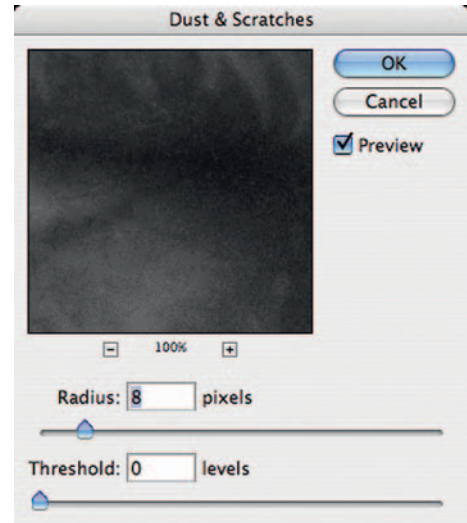 Dust & Scratches
OK
Cancel
Preview
100%
Radius: 8 pixels
Threshold: 0 levels